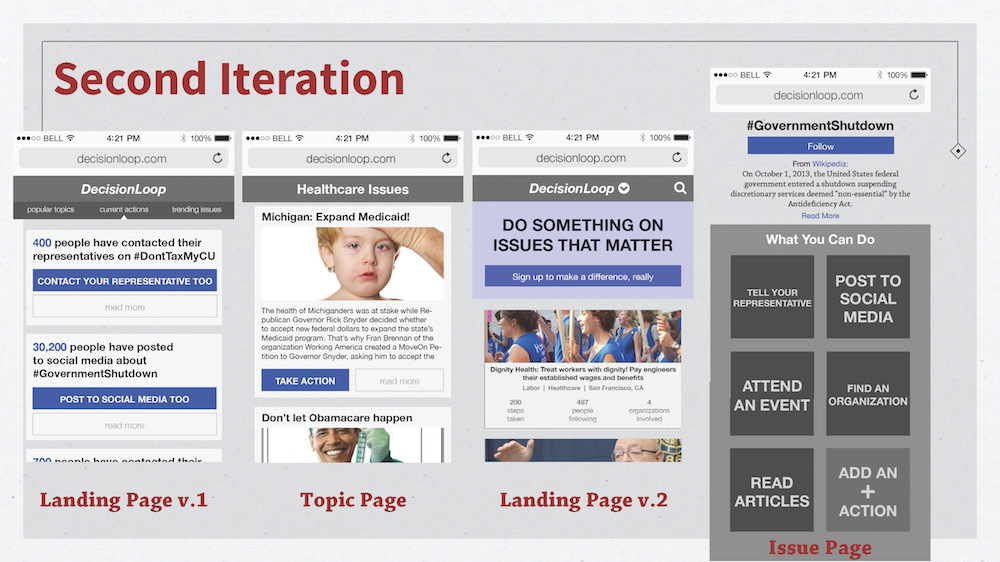 Second Iteration
BELL 4:21 PM 100%
decisionloop.com
DecisionLoop
popular topics current actions trending issues
400 people have contacted their
representatives on #DontTaxMyCU
CONTACT YOUR REPRESENTATIVE TOO
read more
30,200 people have posted
to social media about
#GovernmentShutdown
POST TO SOCIAL MEDIA TOO
read more
700 people have contacted their
Landing Page v.1
BELL 4:21 PM 100%
decisionloop.com
Healthcare Issues
Michigan: Expand Medicaid!
The health of Michiganders was at stake while Re-
publican Governor Rick Snyder decided whether
to accept new federal dollars to expand the state's
Medicaid program. That's why Fran Brennan of the
organization Working America created a MoveOn Pe-
tition to Governor Snyder, asking him to accept the
TAKE ACTION read more
Don't let Obamacare happen
Topic Page
BELL 4:21 PM 100%
decisionloop.com
DecisionLoop
DO SOMETHING ON
ISSUES THAT MATTER
Sign up to make a difference, really
Dignity Health: Treat workers with dignity! Pay engineers
their established wages and benefits
Labor | Healthcare | San Francisco, CA
200 487 4
steps people organizations
taken following involved
Landing Page v.2
BELL 4:21 PM 100%
decisionloop.com
#GovernmentShutdown
Follow
From Wikipedia:
On October 1, 2013, the United States federal
government entered a shutdown suspending
discretionary services deemed "non-essential" by the
Antideficiency Act.
Read More
What You Can Do
TELL YOUR
REPRESENTATIVE
POST TO
SOCIAL
MEDIA
ATTEND
AN EVENT
FIND AN
ORGANIZATION
READ
ARTICLES
ADD AN
+
ACTION
Issue Page